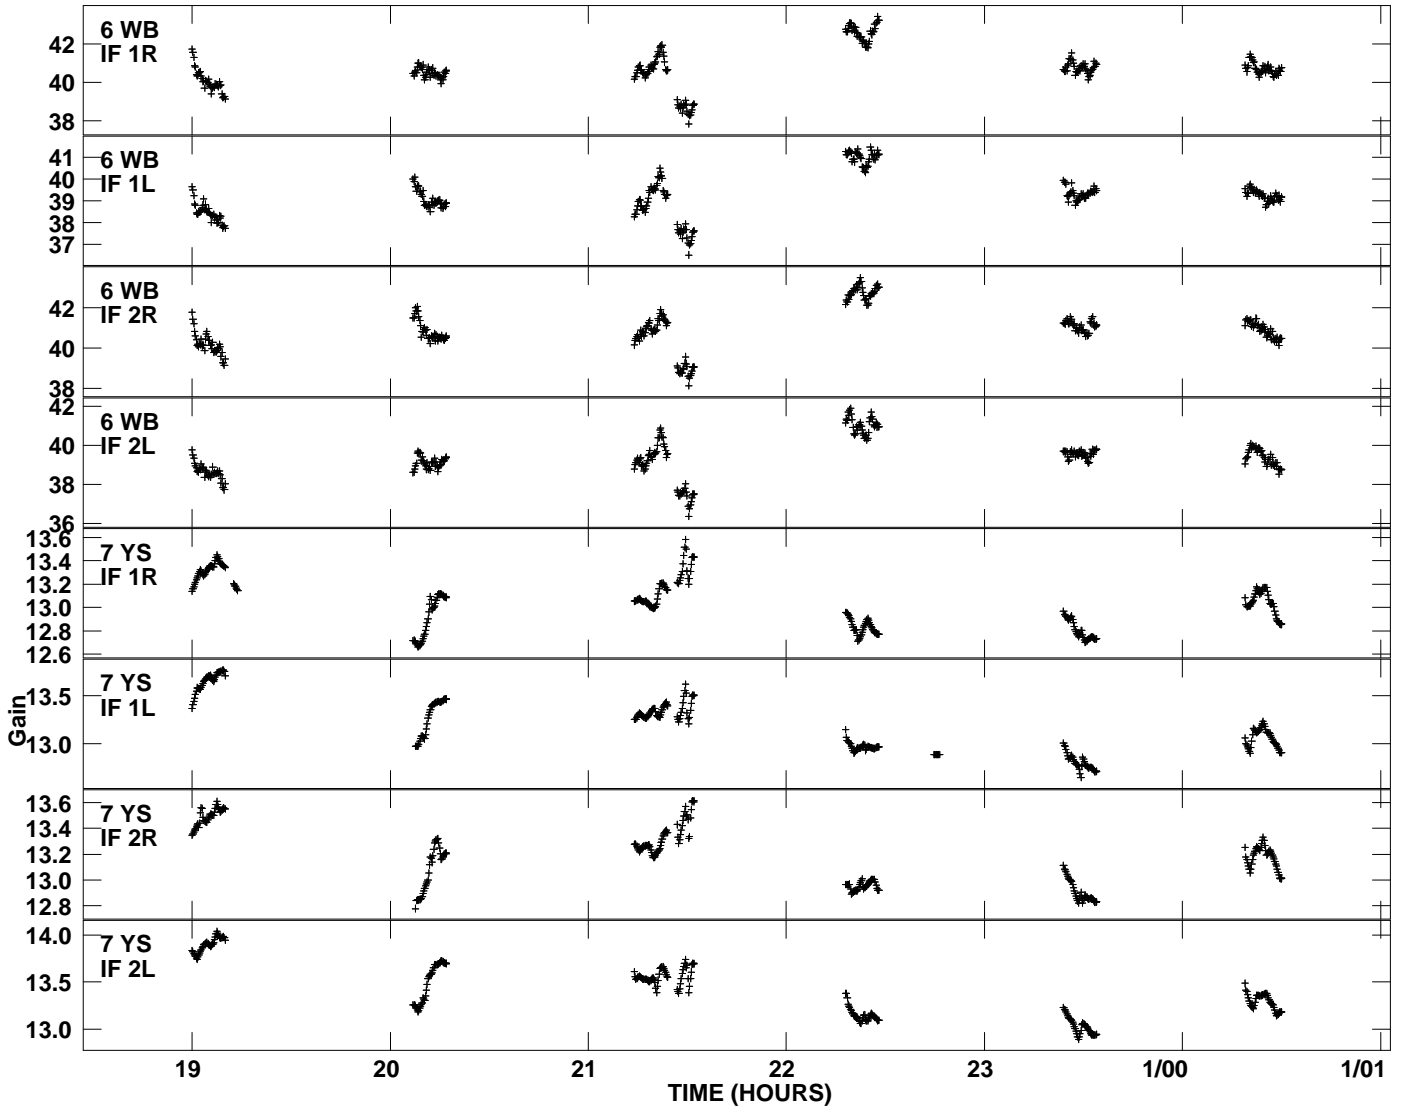 6 WB
IF 1R
42
40
38
6 WB
IF 1L
41
40
39
38
37
6 WB
IF 2R
42
40
38
6 WB
IF 2L
42
40
38
36
7 YS
IF 1R
13.6
13.4
13.2
13.0
12.8
12.6
7 YS
IF 1L
13.5
13.0
Gain
7 YS
IF 2R
13.6
13.4
13.2
13.0
12.8
7 YS
IF 2L
14.0
13.5
13.0
19 20 21 22 23 1/00 1/01
TIME (HOURS)